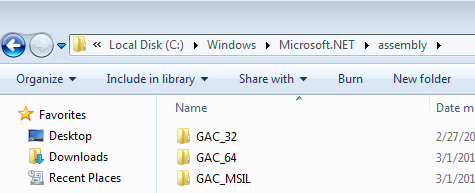 « Local Disk (C:) ▸ Windows ▸ Microsoft.NET ▸ assembly ▸
Organize ▾ Include in library ▾ Share with ▾ Burn New folder
Favorites
Desktop
Downloads
Recent Places
Name Date m
GAC_32 2/27/20
GAC_64 3/1/201
GAC_MSIL 3/1/201